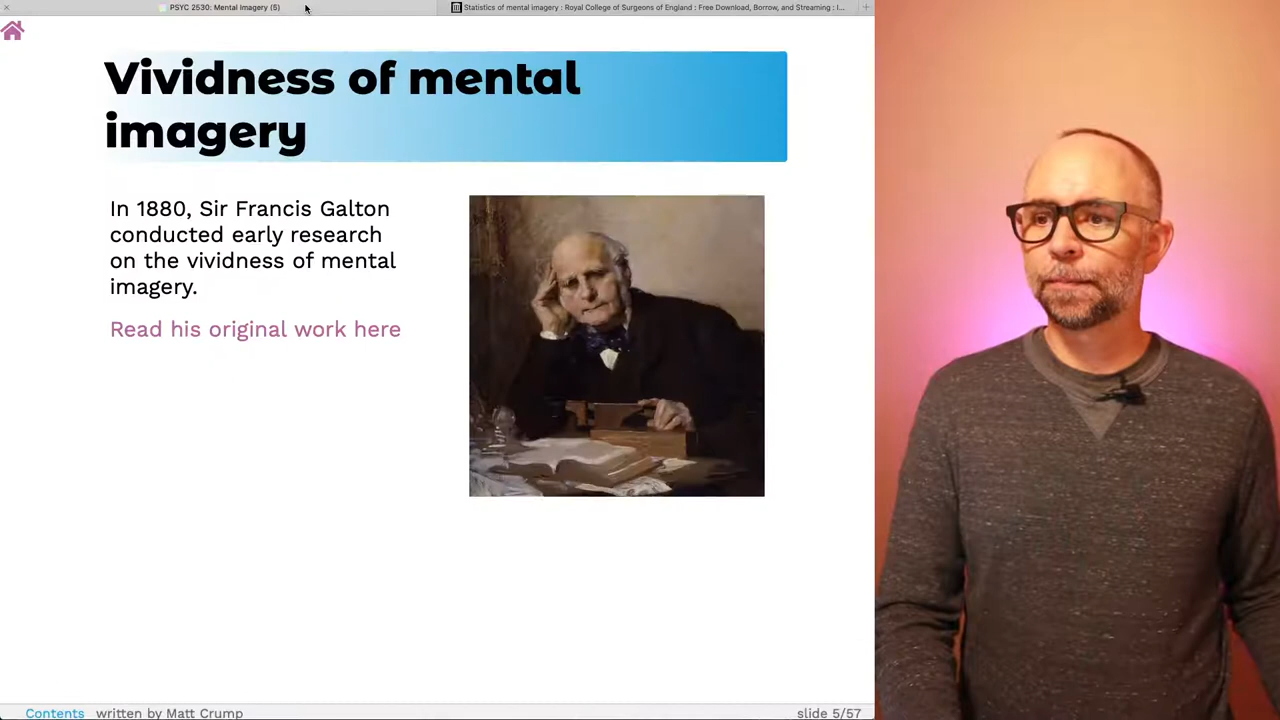 PSYC 2530: Mental Imagery (5)
Statistics of mental imagery : Royal College of Surgeons of England : Free Download, Borrow, and Streaming : I...
Vividness of mental
imagery
In 1880, Sir Francis Galton
conducted early research
on the vividness of mental
imagery.
Read his original work here
Contents written by Matt Crump
slide 5/57